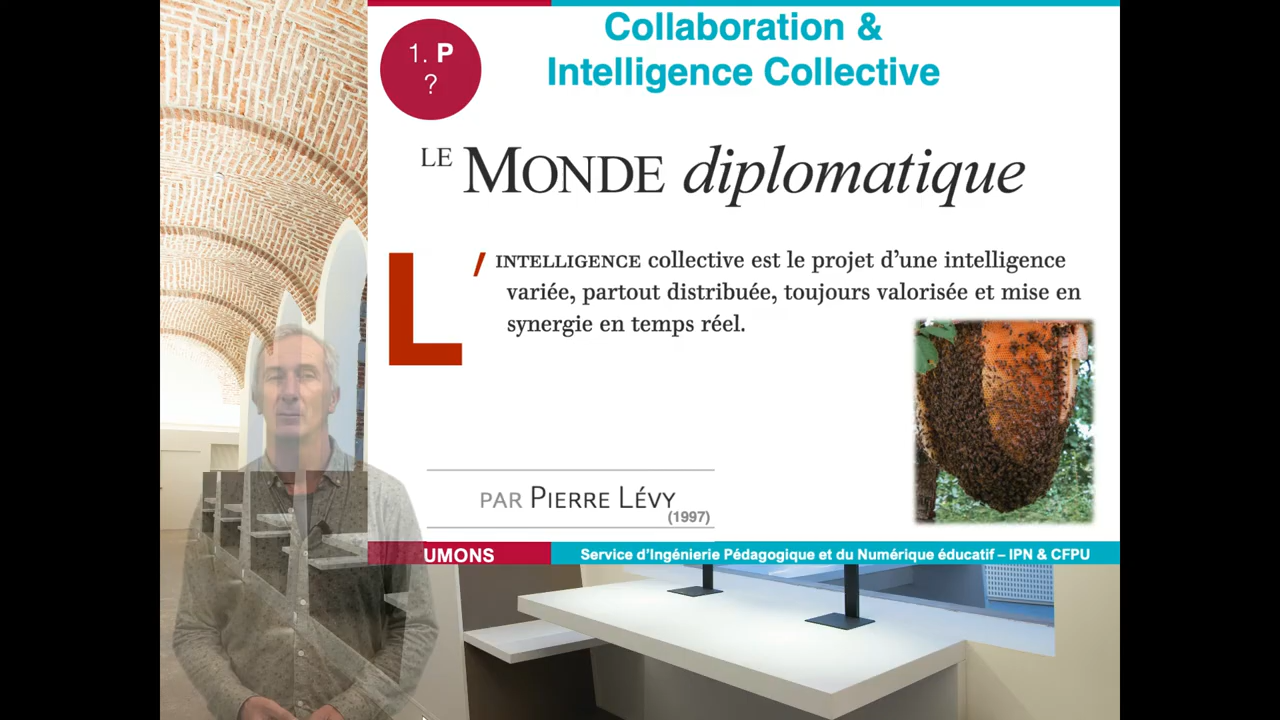 1. P
?
Collaboration &
Intelligence Collective
LE MONDE diplomatique
L'INTELLIGENCE collective est le projet d'une intelligence
variée, partout distribuée, toujours valorisée et mise en
synergie en temps réel.
PAR PIERRE LÉVY
(1997)
UMONS
Service d'Ingénierie Pédagogique et du Numérique éducatif – IPN & CFPU